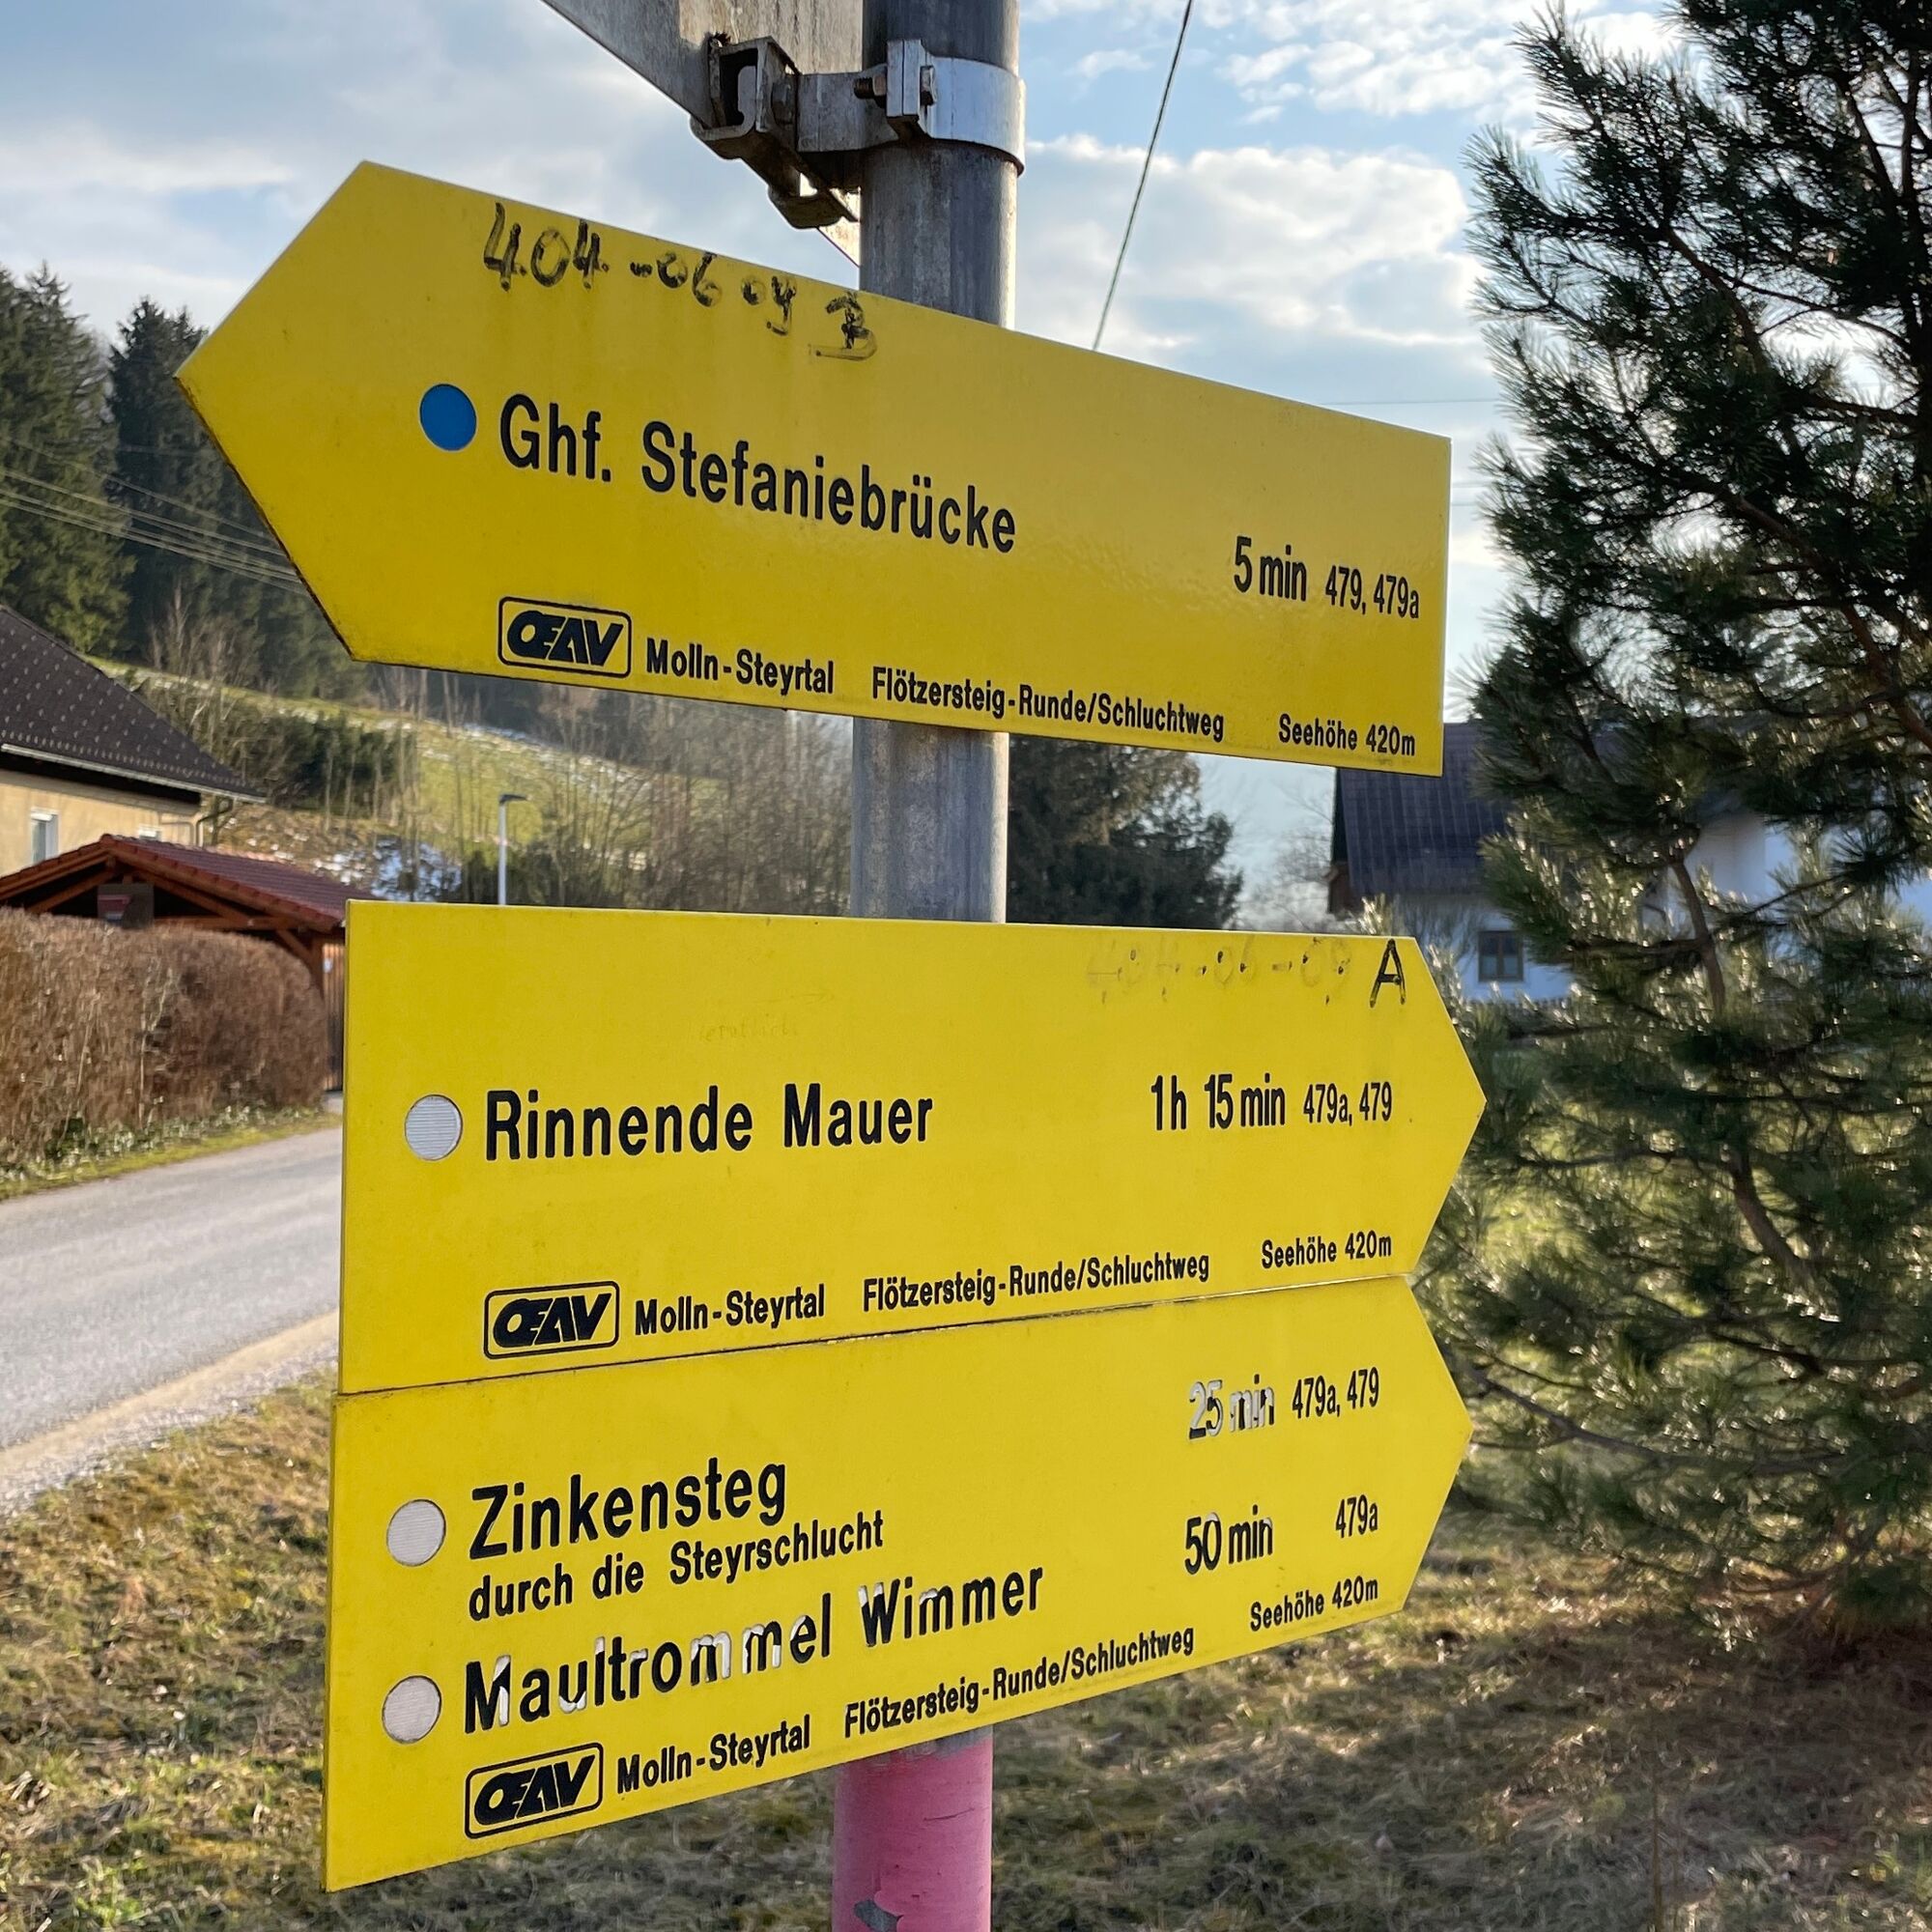 404-06 09 B
Ghf. Stefaniebrücke
5 min 479, 479a
OEAV Molln-Steyrtal Flötzersteig-Runde/Schluchtweg Seehöhe 420m
404-06-09 A
Rinnende Mauer 1h 15 min 479a, 479
OEAV Molln-Steyrtal Flötzersteig-Runde/Schluchtweg Seehöhe 420m
Zinkensteg 25 min 479a, 479
durch die Steyrschlucht
Maultrommel Wimmer 50 min 479a
OEAV Molln-Steyrtal Flötzersteig-Runde/Schluchtweg Seehöhe 420m